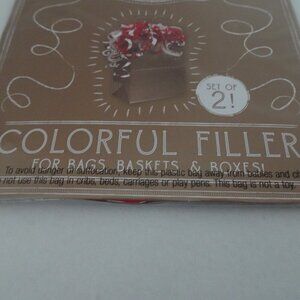 SET OF
2!
COLORFUL FILLER
FOR BAGS, BASKETS, & BOXES!
To avoid danger of suffocation, keep this plastic bag away from babies and ch
not use this bag in cribs, beds, carriages or play pens. This bag is not a toy.